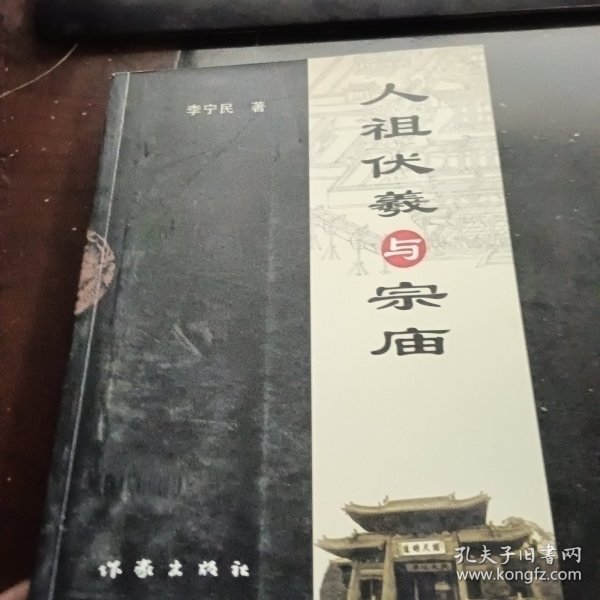 李宁民 著
人祖伏羲与宗庙
作家出版社
孔夫子旧书网
www.kongfz.com